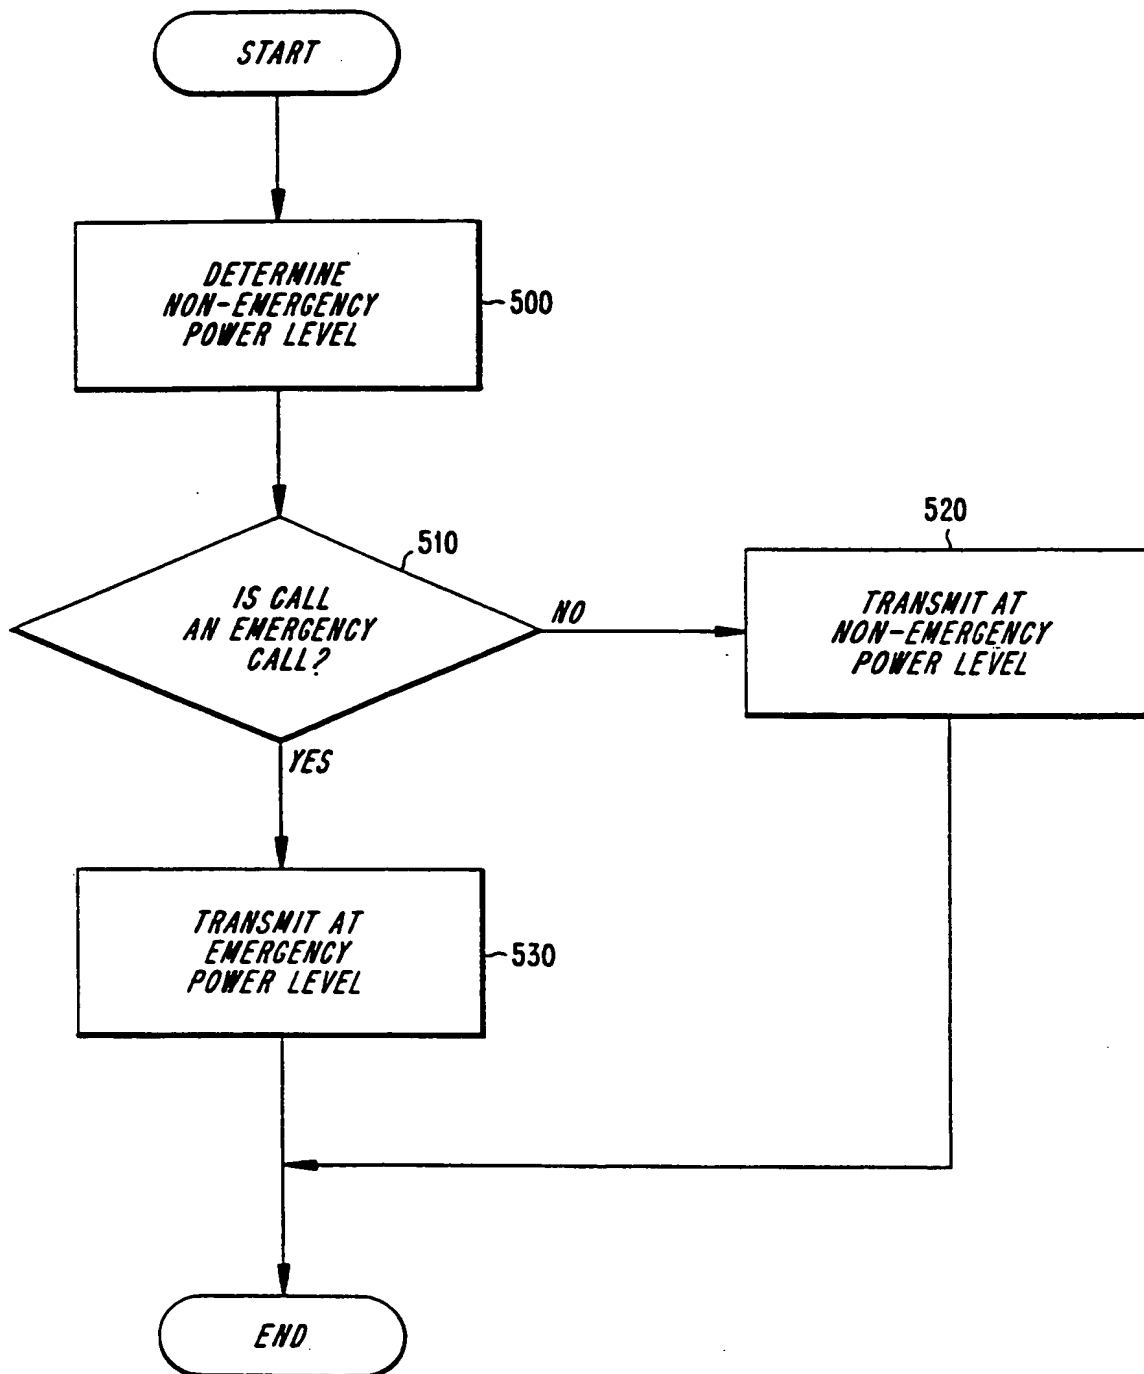 START
DETERMINE
NON-EMERGENCY
POWER LEVEL
500
510
IS CALL
AN EMERGENCY
CALL?
NO
520
TRANSMIT AT
NON-EMERGENCY
POWER LEVEL
YES
TRANSMIT AT
EMERGENCY
POWER LEVEL
530
END